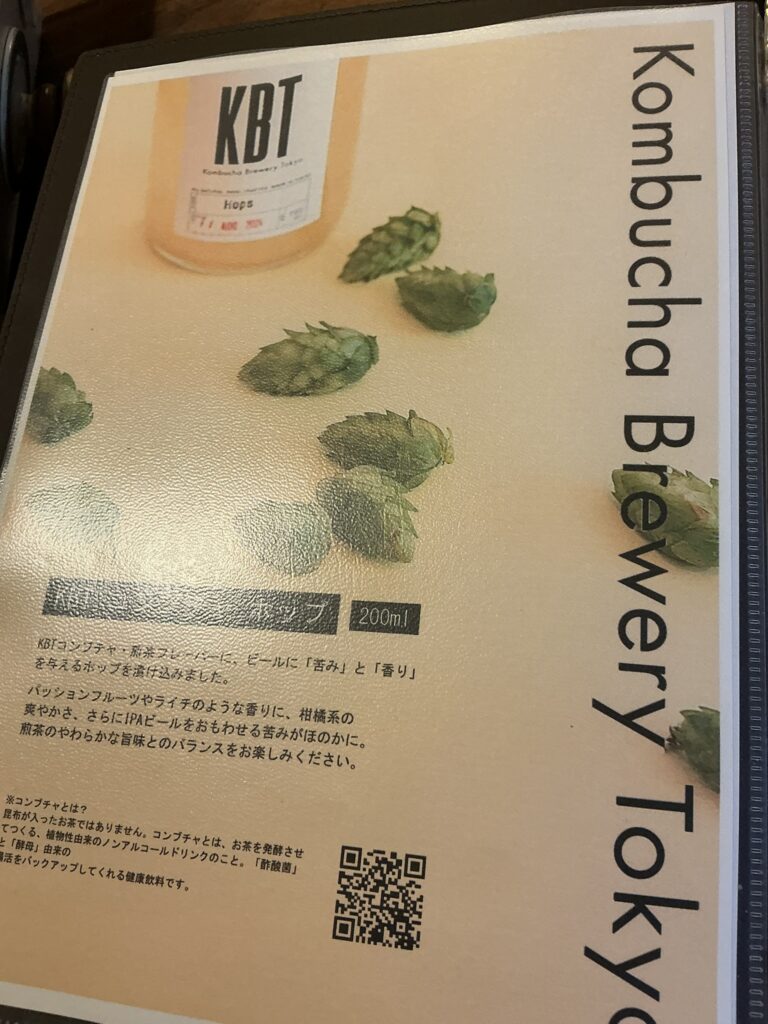 KBT
Kombucha Brewery Tokyo
Hops
Kombucha Brewery Tokyo
ホップ
200ml
KBTコンブチャ・煎茶フレーバーに、ビールに「苦み」と「香り」
を与えるホップを漬け込みました。
パッションフルーツやライチのような香りに、柑橘系の
爽やかさ、さらにIPAビールをおもわせる苦みがほのかに。
煎茶のやわらかな旨味とのバランスをお楽しみください。
※コンブチャとは？
昆布が入ったお茶ではありません。コンブチャとは、お茶を発酵させ
てつくる、植物性由来のノンアルコールドリンクのこと。「酢酸菌」
と「酵母」由来の
腸活をバックアップしてくれる健康飲料です。